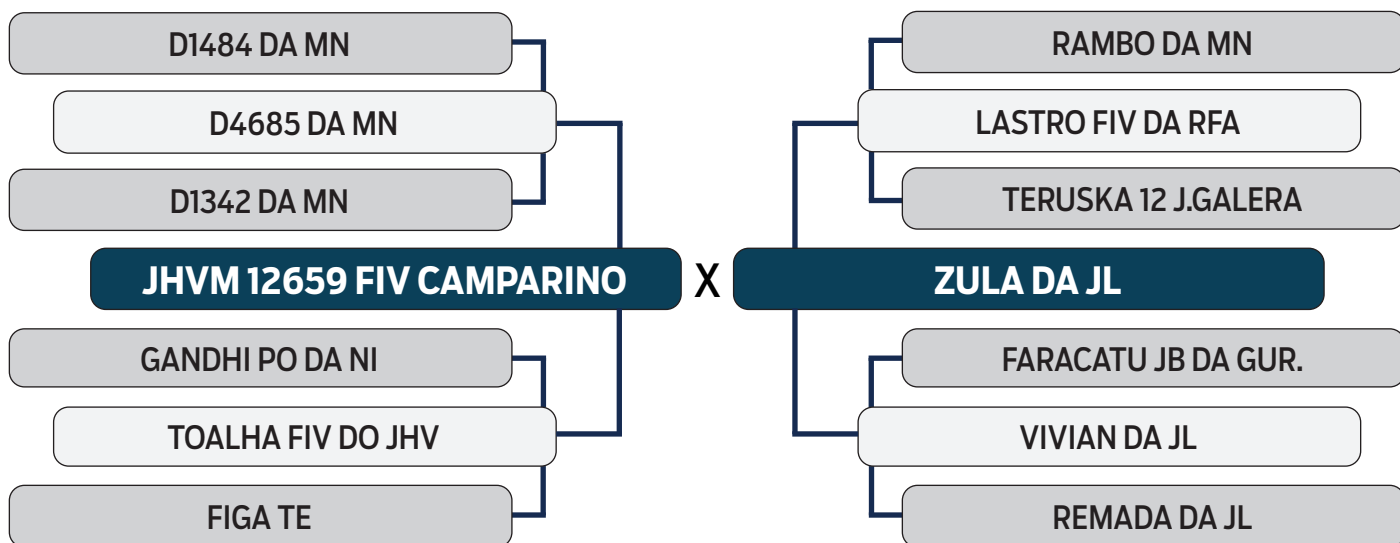 D1484 DA MN
RAMBO DA MN
D4685 DA MN
LASTRO FIV DA RFA
D1342 DA MN
TERUSKA 12 J.GALERA
JHVM 12659 FIV CAMPARINO X ZULA DA JL
GANDHI PO DA NI
FARACATU JB DA GUR.
TOALHA FIV DO JHV
VIVIAN DA JL
FIGA TE
REMADA DA JL